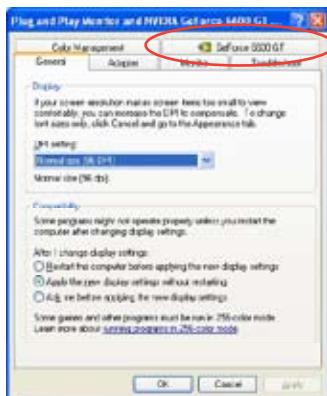 Plug and Play Monitor and NVIDIA GeForce 6600 GT ...
Color Management
GeForce 6600 GT
General
Adapter
Monitor
Troubleshoot
Display
If your screen resolution makes screen items too small to view
comfortably, you can increase the DPI to compensate. To change
font sizes only, click Cancel and go to the Appearance tab.
DPI setting:
Normal size (96 DPI)
Normal size (96 dpi)
Compatibility
Some programs might not operate properly unless you restart the
computer after changing display settings.
After I change display settings:
Restart the computer before applying the new display settings
Apply the new display settings without restarting
Ask me before applying the new display settings
Some games and other programs must be run in 256-color mode.
Learn more about running programs in 256-color mode.
OK
Cancel
Apply